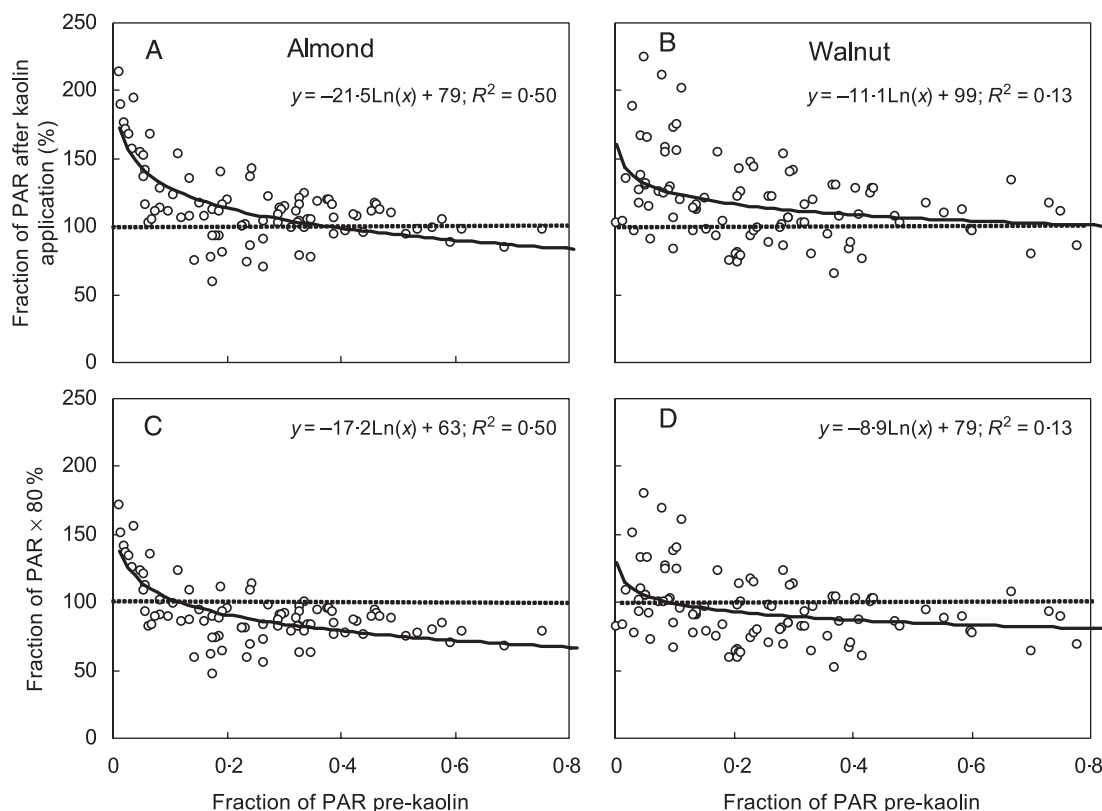 A
Almond
y = –21·5Ln(x) + 79; R² = 0·50
B
Walnut
y = –11·1Ln(x) + 99; R² = 0·13
Fraction of PAR after kaolin
application (%)
250
200
150
100
50
0
C
y = –17·2Ln(x) + 63; R² = 0·50
D
y = –8·9Ln(x) + 79; R² = 0·13
Fraction of PAR × 80 %
250
200
150
100
50
0
0 0·2 0·4 0·6 0·8
0 0·2 0·4 0·6 0·8
Fraction of PAR pre-kaolin
Fraction of PAR pre-kaolin